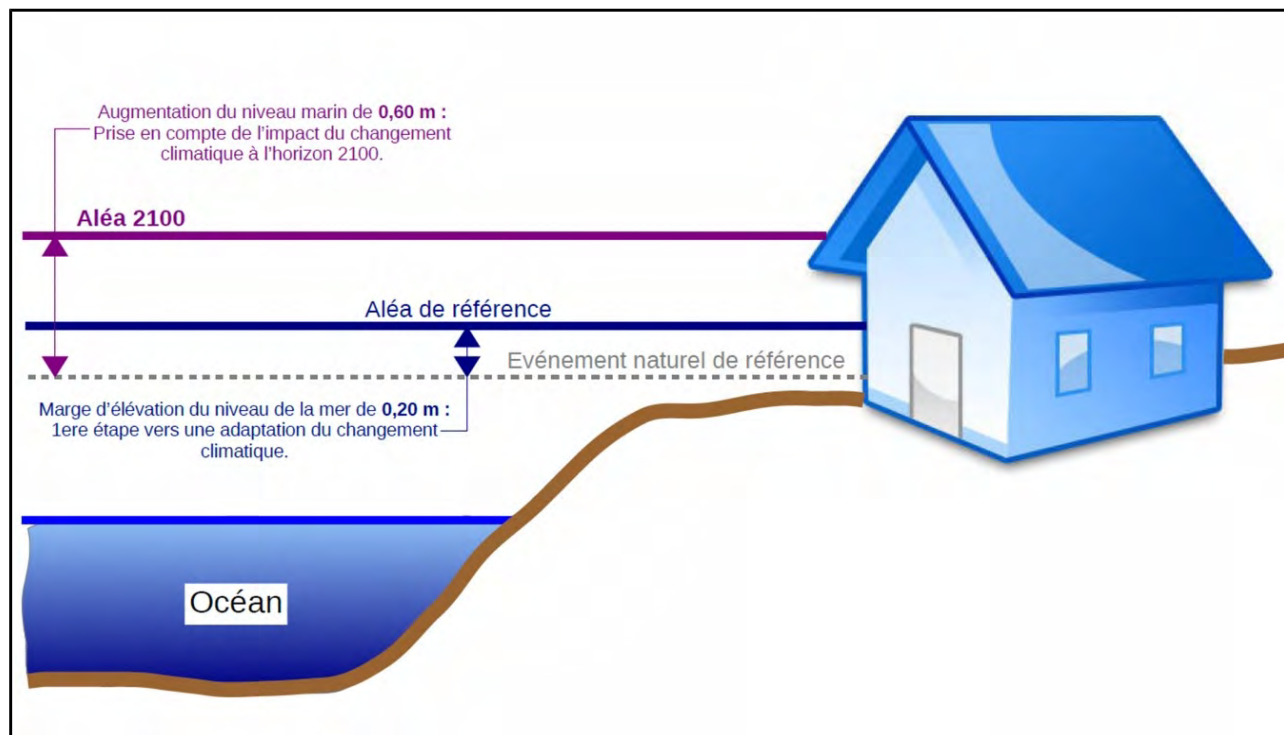 Augmentation du niveau marin de 0,60 m :
Prise en compte de l'impact du changement
climatique à l'horizon 2100.
Aléa 2100
Aléa de référence
Evénement naturel de référence
Marge d'élévation du niveau de la mer de 0,20 m :
1ere étape vers une adaptation du changement
climatique.
Océan